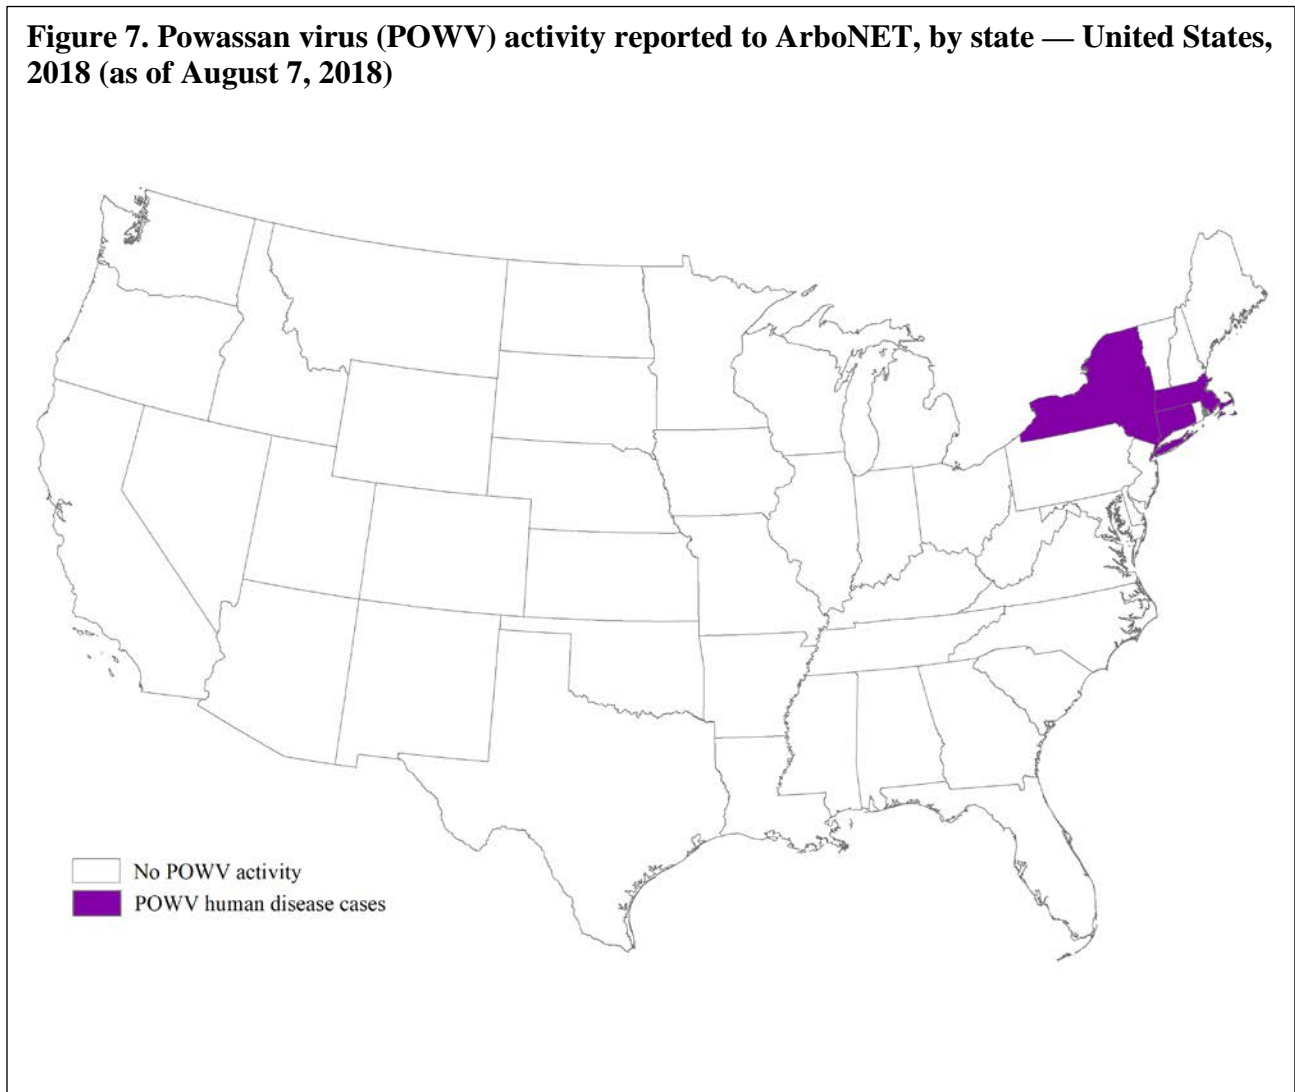 Figure 7. Powassan virus (POWV) activity reported to ArboNET, by state — United States,
2018 (as of August 7, 2018)
No POWV activity
POWV human disease cases